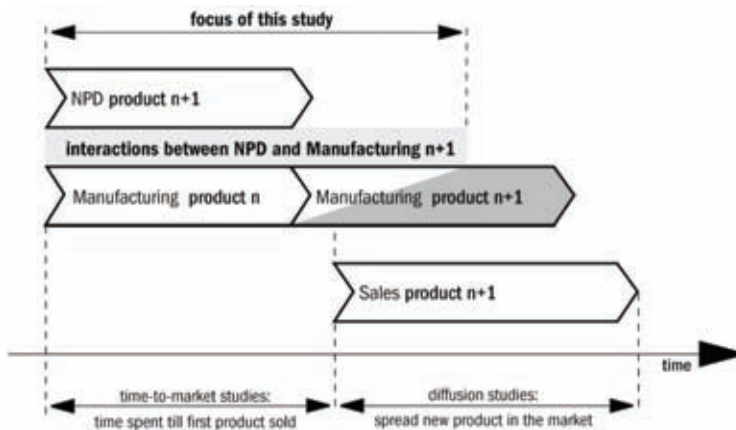 focus of this study
NPD product n+1
interactions between NPD and Manufacturing n+1
Manufacturing product n
Manufacturing product n+1
Sales product n+1
time
time-to-market studies:
time spent till first product sold
diffusion studies:
spread new product in the market